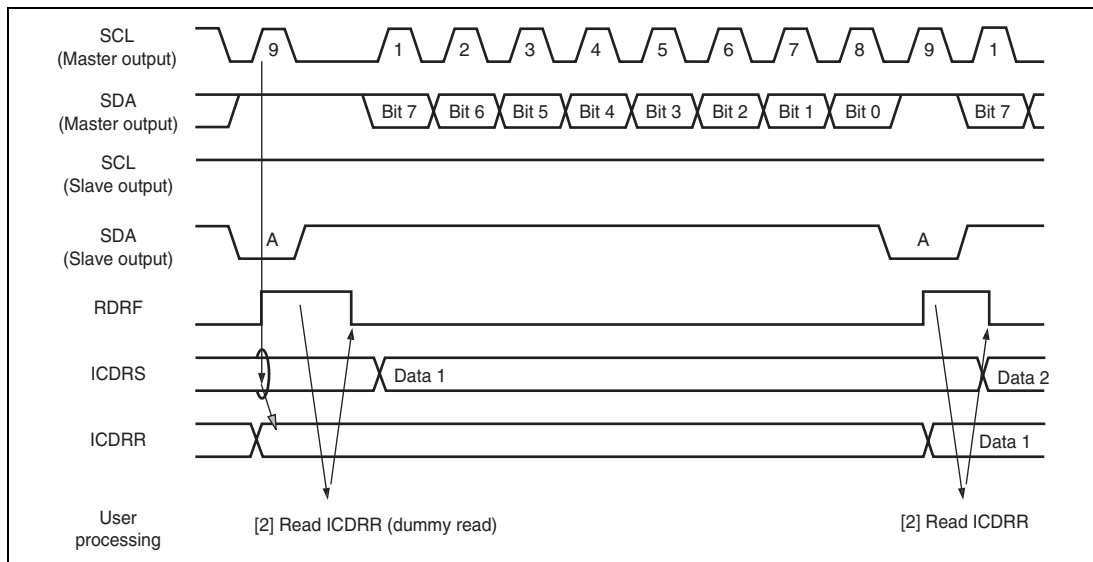 SCL
(Master output)
9 1 2 3 4 5 6 7 8 9 1
SDA
(Master output)
Bit 7 Bit 6 Bit 5 Bit 4 Bit 3 Bit 2 Bit 1 Bit 0 Bit 7
SCL
(Slave output)
SDA
(Slave output)
A A
RDRF
ICDRS
Data 1 Data 2
ICDRR
Data 1
User
processing
[2] Read ICDRR (dummy read) [2] Read ICDRR